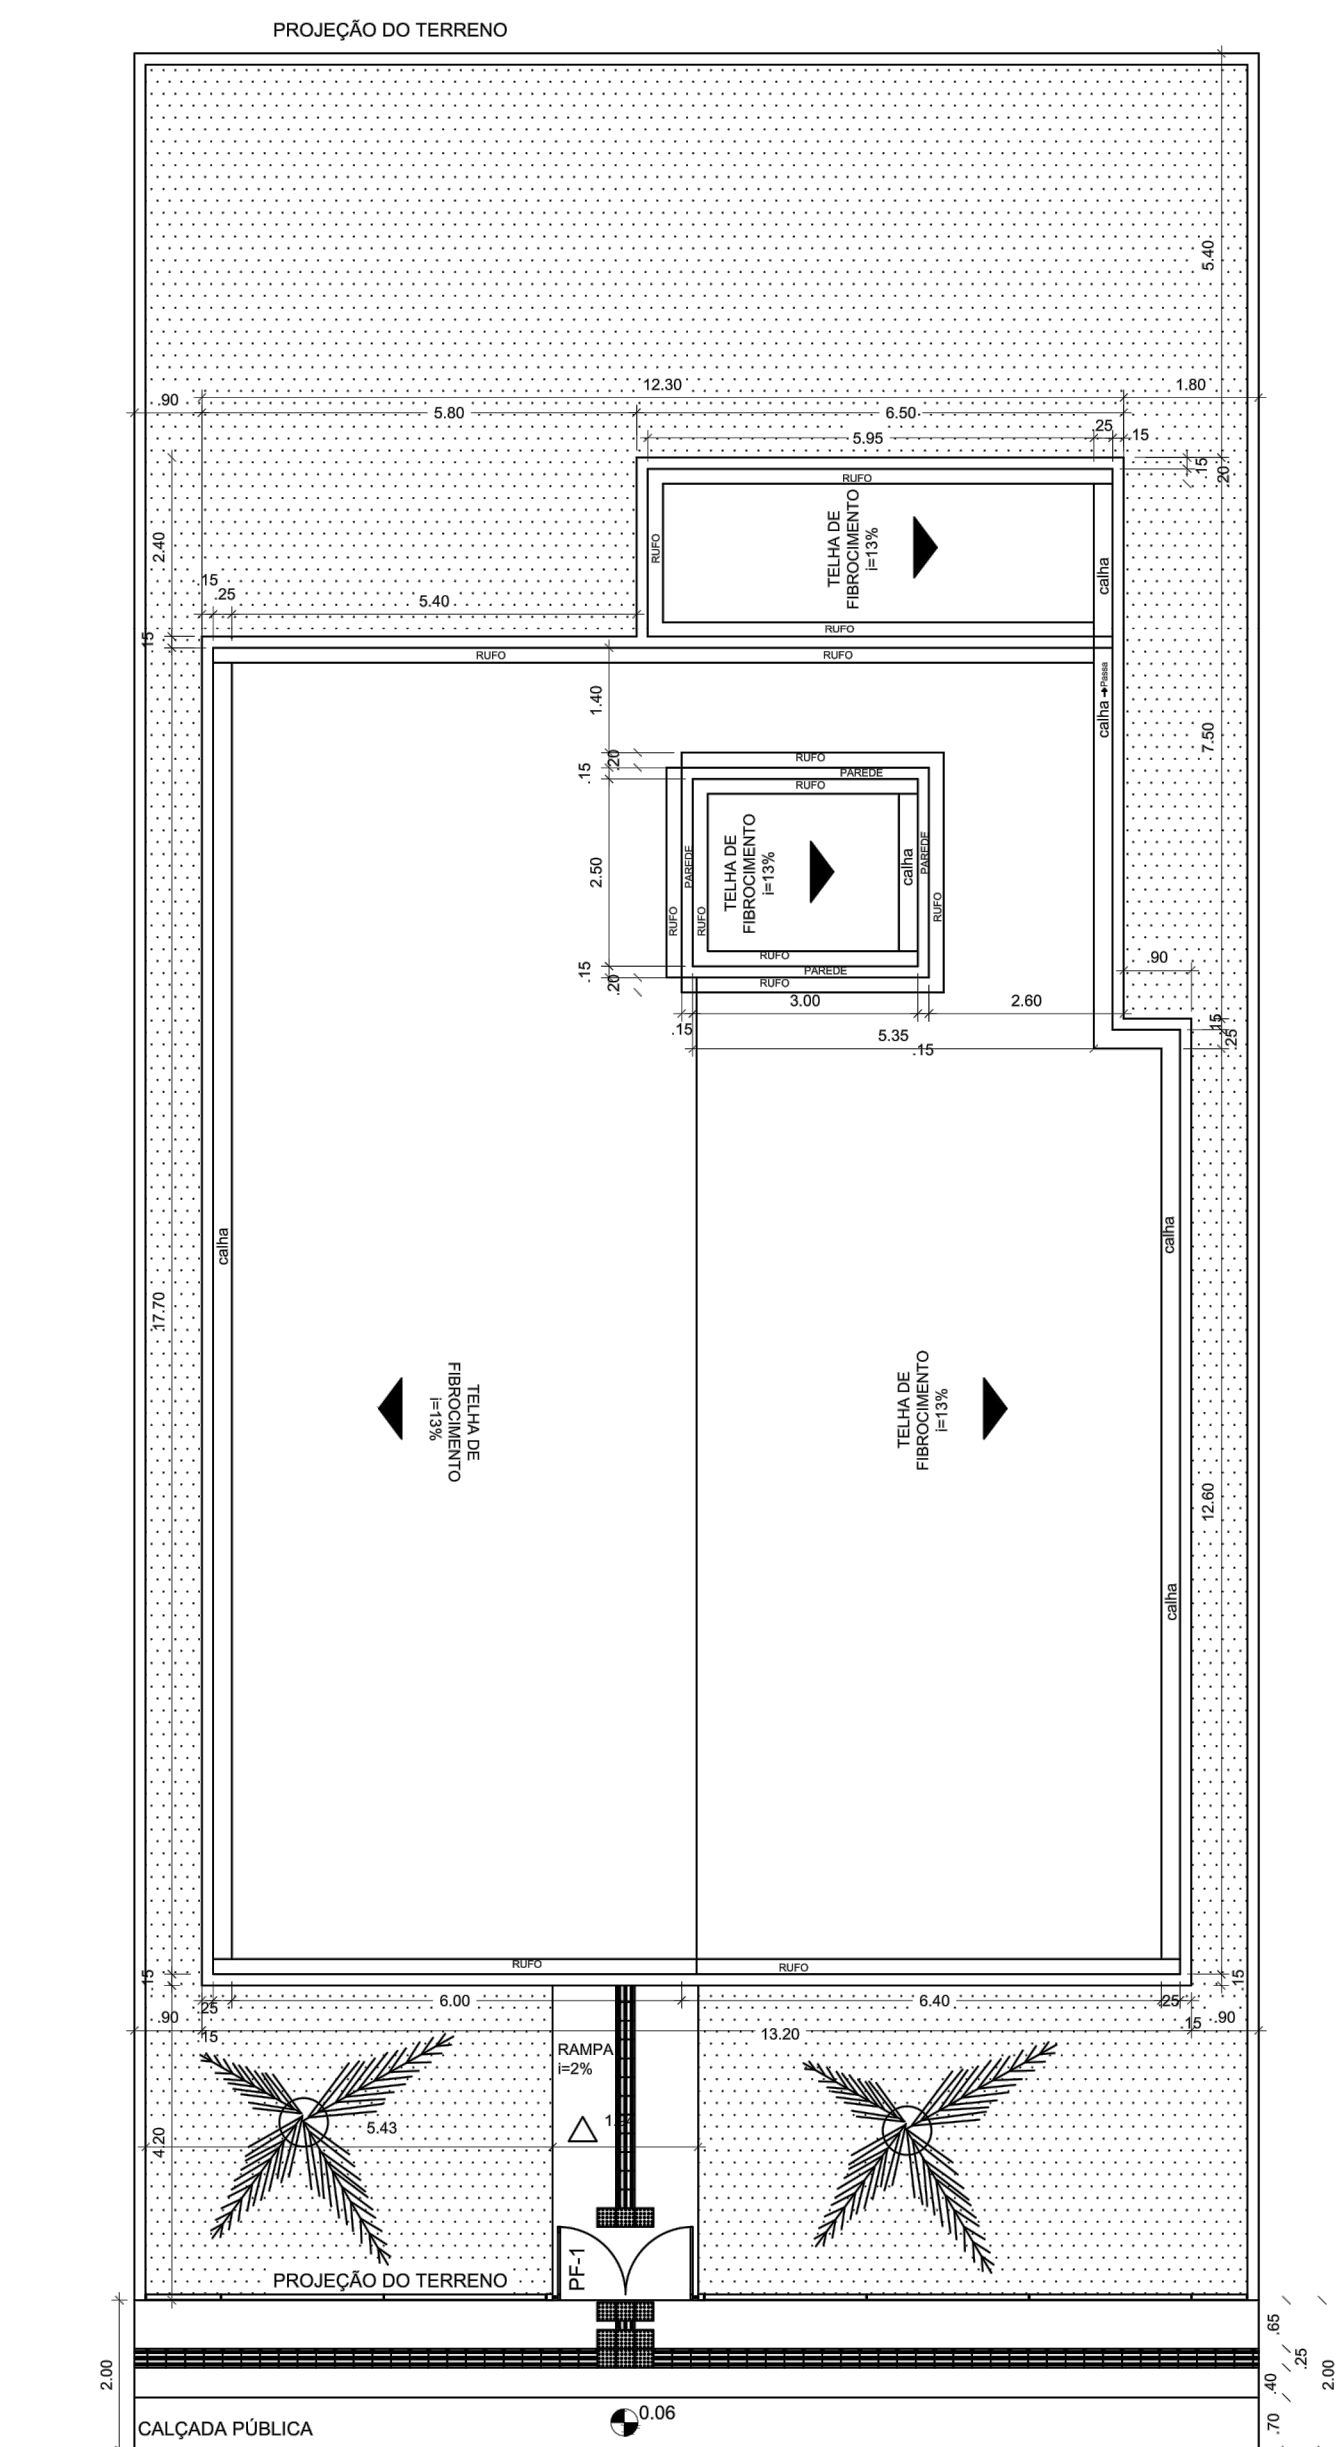 PROJEÇÃO DO TERRENO
5.40
12.30
1.80
.90
5.80
6.50
.25
.15
5.95
15
20
RUFO
2.40
RUFO
TELHA DE
FIBROCIMENTO
i=13%
calha
.15
.25
5.40
RUFO
15
RUFO
RUFO
calha
Passa
1.40
7.50
.20
.15
RUFO
PAREDE
RUFO
2.50
PAREDE
RUFO
RUFO
TELHA DE
FIBROCIMENTO
i=13%
calha
PAREDE
RUFO
RUFO
PAREDE
RUFO
.15
.20
.90
3.00
2.60
.15
5.35
.15
15
.25
calha
calha
17.70
TELHA DE
FIBROCIMENTO
i=13%
TELHA DE
FIBROCIMENTO
i=13%
12.60
calha
RUFO
RUFO
.15
.15
.25
6.00
6.40
25
.90
.15
13.20
.15
.90
RAMPA
i=2%
5.43
4.20
PF-1
PROJEÇÃO DO TERRENO
.65
.25
2.00
.40
2.00
.70
0.06
CALÇADA PÚBLICA